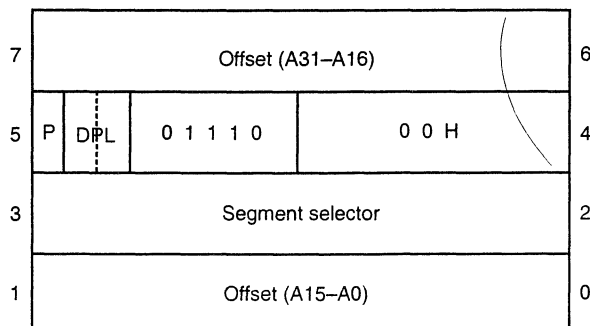 7 Offset (A31–A16) 6
5 P DPL 0 1 1 1 0 0 0 H 4
3 Segment selector 2
1 Offset (A15–A0) 0